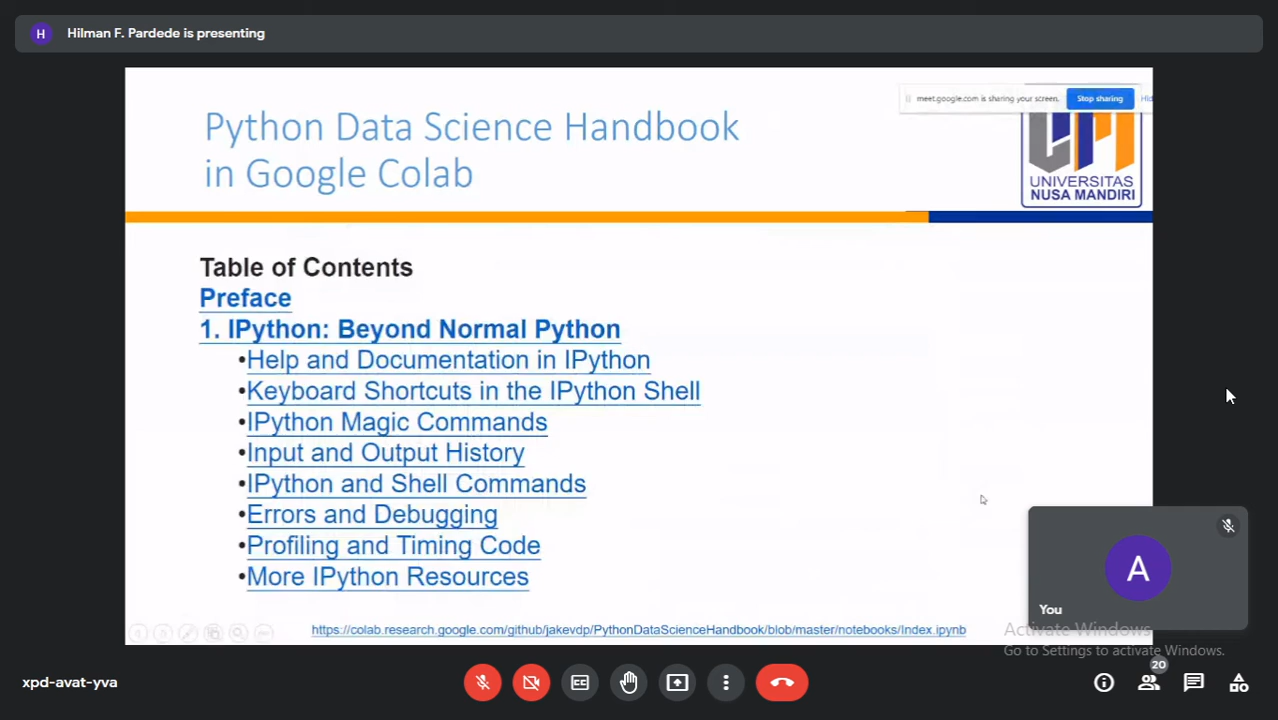 H Hilman F. Pardede is presenting
Python Data Science Handbook
in Google Colab
meet.google.com is sharing your screen. Stop sharing Hid
UNIVERSITAS
NUSA MANDIRI
Table of Contents
Preface
1. IPython: Beyond Normal Python
•Help and Documentation in IPython
•Keyboard Shortcuts in the IPython Shell
•IPython Magic Commands
•Input and Output History
•IPython and Shell Commands
•Errors and Debugging
•Profiling and Timing Code
•More IPython Resources
https://colab.research.google.com/github/jakevdp/PythonDataScienceHandbook/blob/master/notebooks/Index.ipynb
A
You
Activate Windows
Go to Settings to activate Windows.
xpd-avat-yva
CC
20